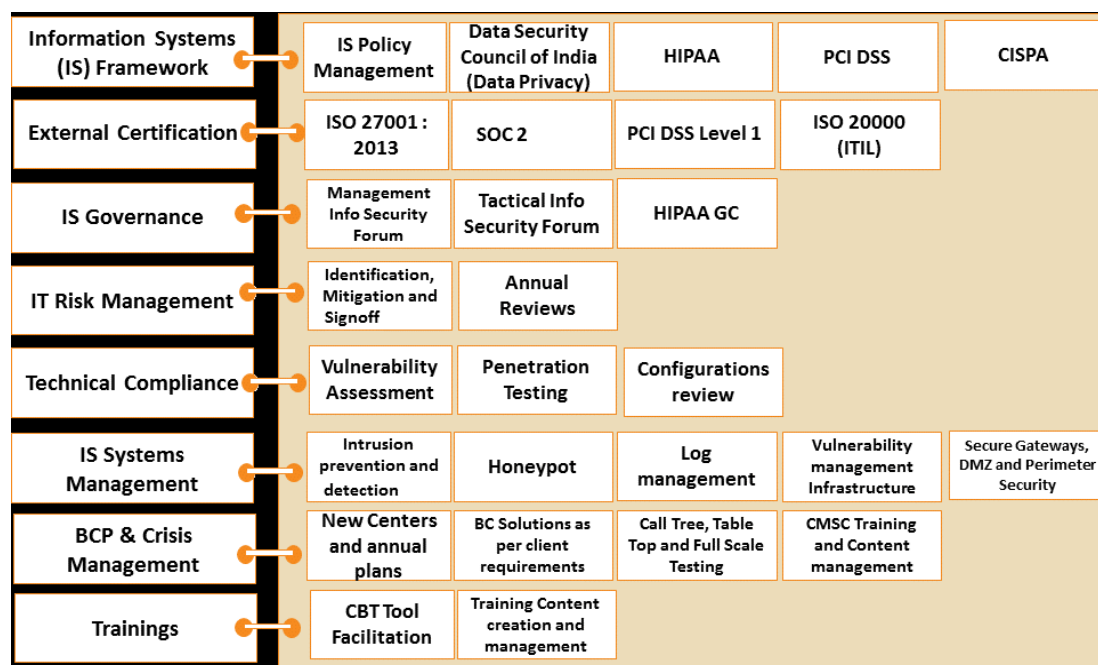 Information Systems
(IS) Framework
IS Policy
Management
Data Security
Council of India
(Data Privacy)
HIPAA
PCI DSS
CISPA
External Certification
ISO 27001 :
2013
SOC 2
PCI DSS Level 1
ISO 20000
(ITIL)
IS Governance
Management
Info Security
Forum
Tactical Info
Security Forum
HIPAA GC
IT Risk Management
Identification,
Mitigation and
Signoff
Annual
Reviews
Technical Compliance
Vulnerability
Assessment
Penetration
Testing
Configurations
review
IS Systems
Management
Intrusion
prevention and
detection
Honeypot
Log
management
Vulnerability
management
Infrastructure
Secure Gateways,
DMZ and Perimeter
Security
BCP & Crisis
Management
New Centers
and annual
plans
BC Solutions as
per client
requirements
Call Tree, Table
Top and Full Scale
Testing
CMSC Training
and Content
management
Trainings
CBT Tool
Facilitation
Training Content
creation and
management